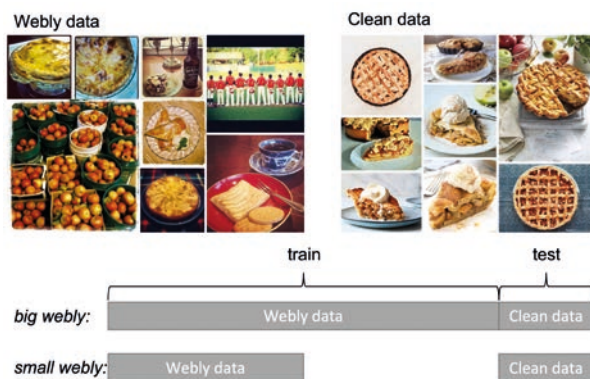 Webly data
Clean data
train
test
big webly:
Webly data
Clean data
small webly:
Webly data
Clean data